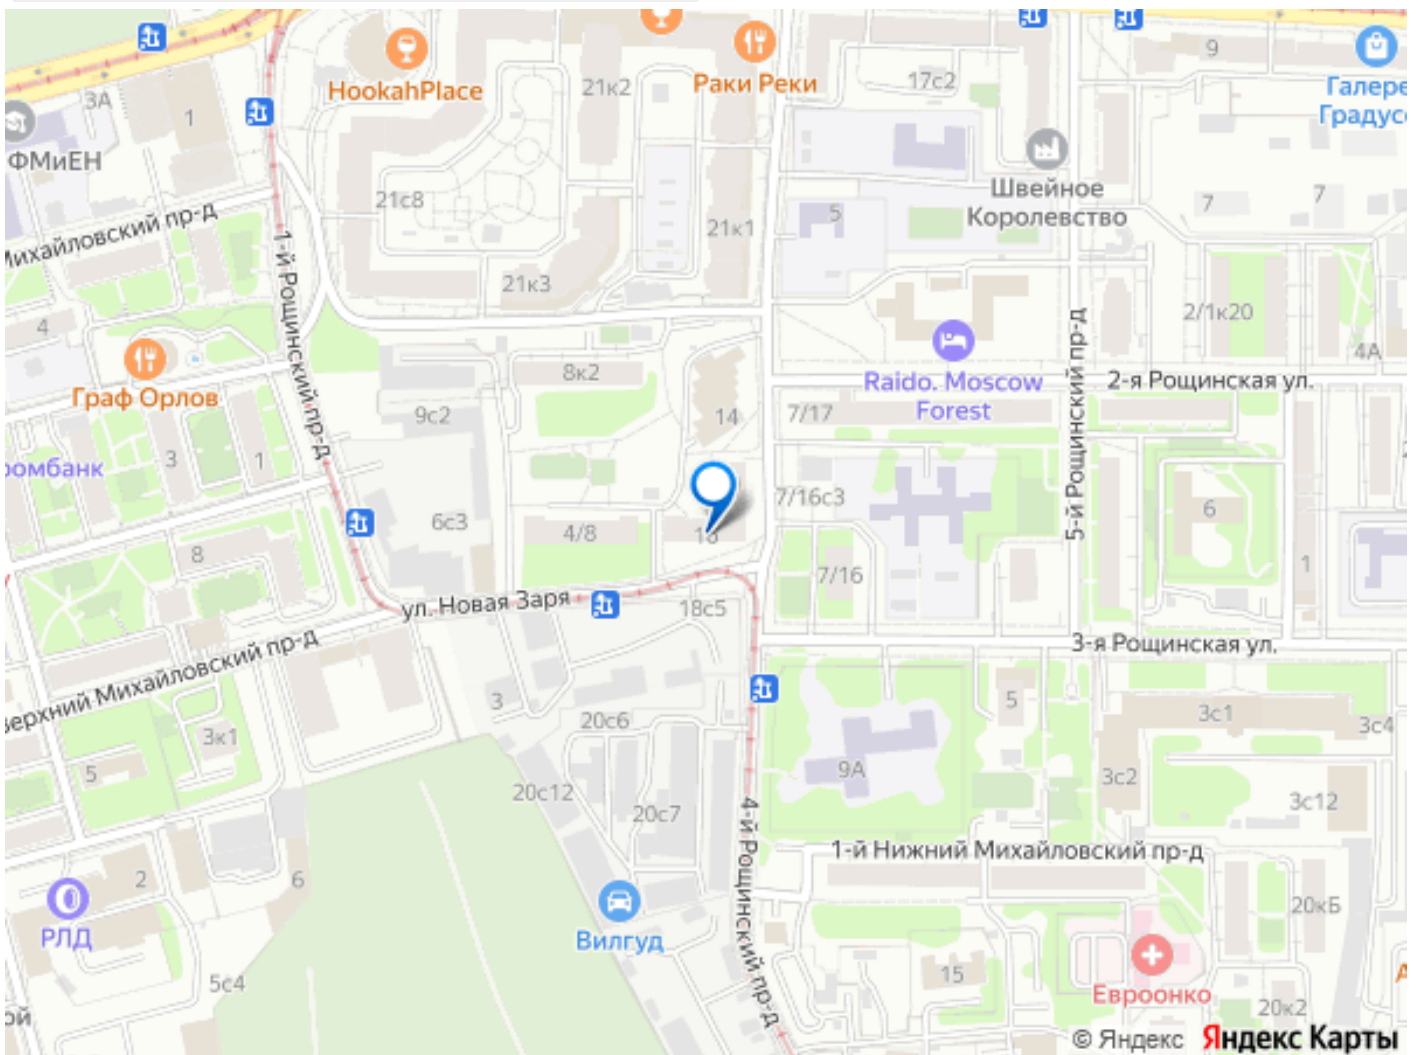 3А
1
ФМиЕН
HookahPlace
21к2
Раки Реки
17с2
9
Галере
Градусо
Швейное
Королевство
21с8
21к1
5
7
7
Михайловский пр-д
1-й Рощинский пр-д
21к3
2/1к20
4
4А
Граф Орлов
8к2
Raido. Moscow
Forest
5-й Рощинский пр-д
2-я Рощинская ул.
9с2
14
7/17
ромбанк
3
1
7/16с3
6
6с3
4/8
16
8
7/16
1
ул. Новая Заря
18с5
3-я Рощинская ул.
верхний Михайловский пр-д
3
5
3с1
3с4
20с6
3к1
5
9А
3с2
20с12
20с7
3с12
4-й Рощинский пр-д
1-й Нижний Михайловский пр-д
2
6
20кБ
РЛД
Вилгуд
15
5с4
Евроонко
20к2
ой
© Яндекс Яндекс Карты